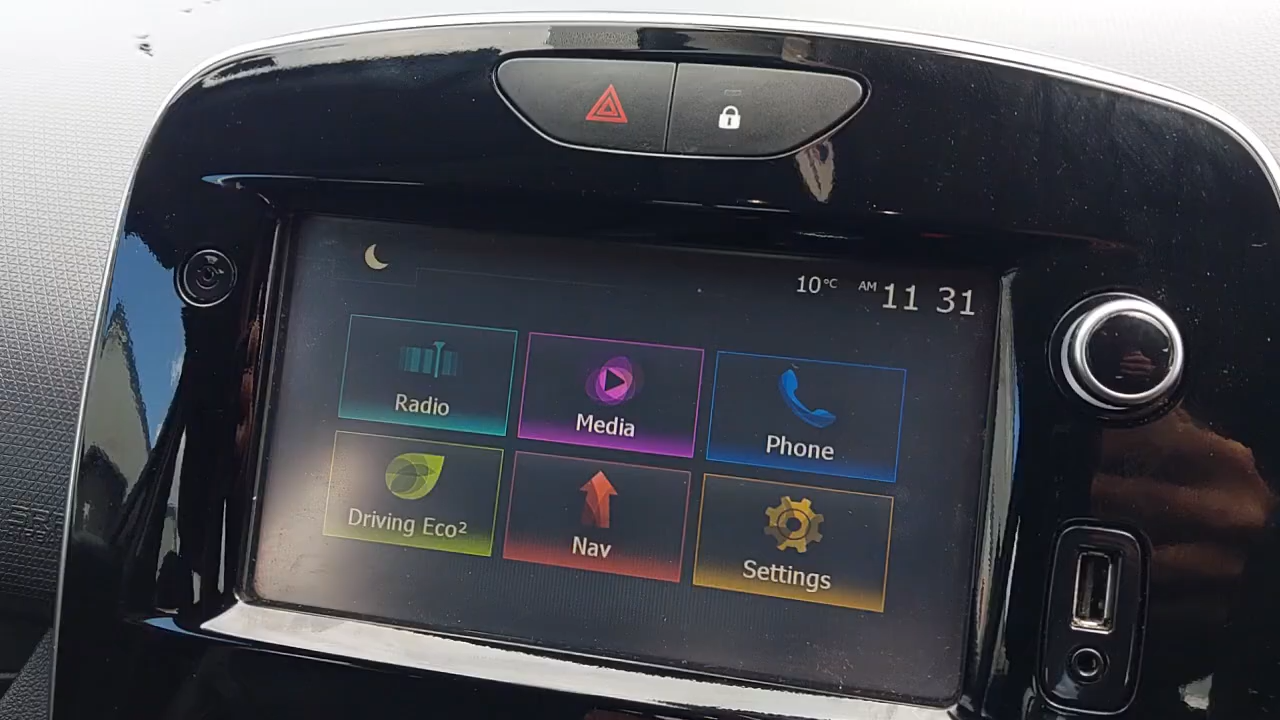 10°C AM 11 31
Radio
Media
Phone
Driving Eco²
Nav
Settings